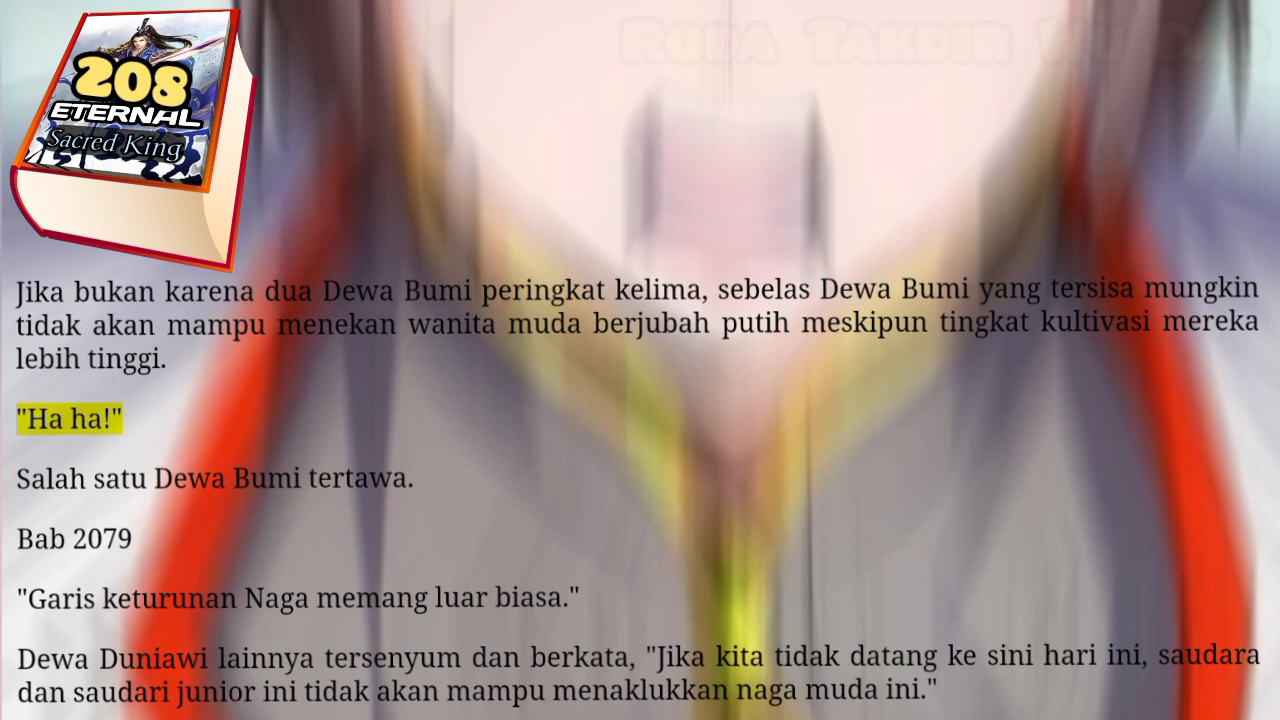 208
ETERNAL
Sacred King
Jika bukan karena dua Dewa Bumi peringkat kelima, sebelas Dewa Bumi yang tersisa mungkin
tidak akan mampu menekan wanita muda berjubah putih meskipun tingkat kultivasi mereka
lebih tinggi.
"Ha ha!"
Salah satu Dewa Bumi tertawa.
Bab 2079
"Garis keturunan Naga memang luar biasa."
Dewa Duniawi lainnya tersenyum dan berkata, "Jika kita tidak datang ke sini hari ini, saudara
dan saudari junior ini tidak akan mampu menaklukkan naga muda ini."